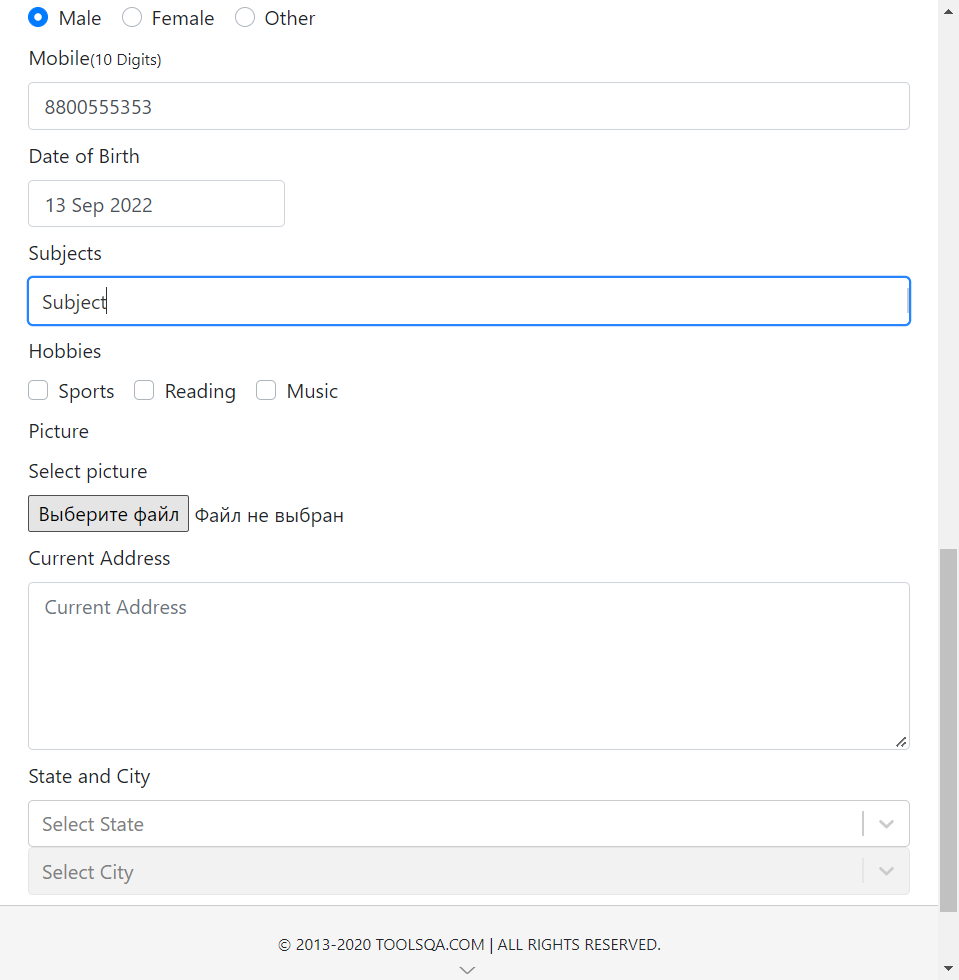 Male Female Other
Mobile(10 Digits)
8800555353
Date of Birth
13 Sep 2022
Subjects
Subject
Hobbies
Sports Reading Music
Picture
Select picture
Выберите файл Файл не выбран
Current Address
Current Address
State and City
Select State
Select City
© 2013-2020 TOOLSQA.COM | ALL RIGHTS RESERVED.